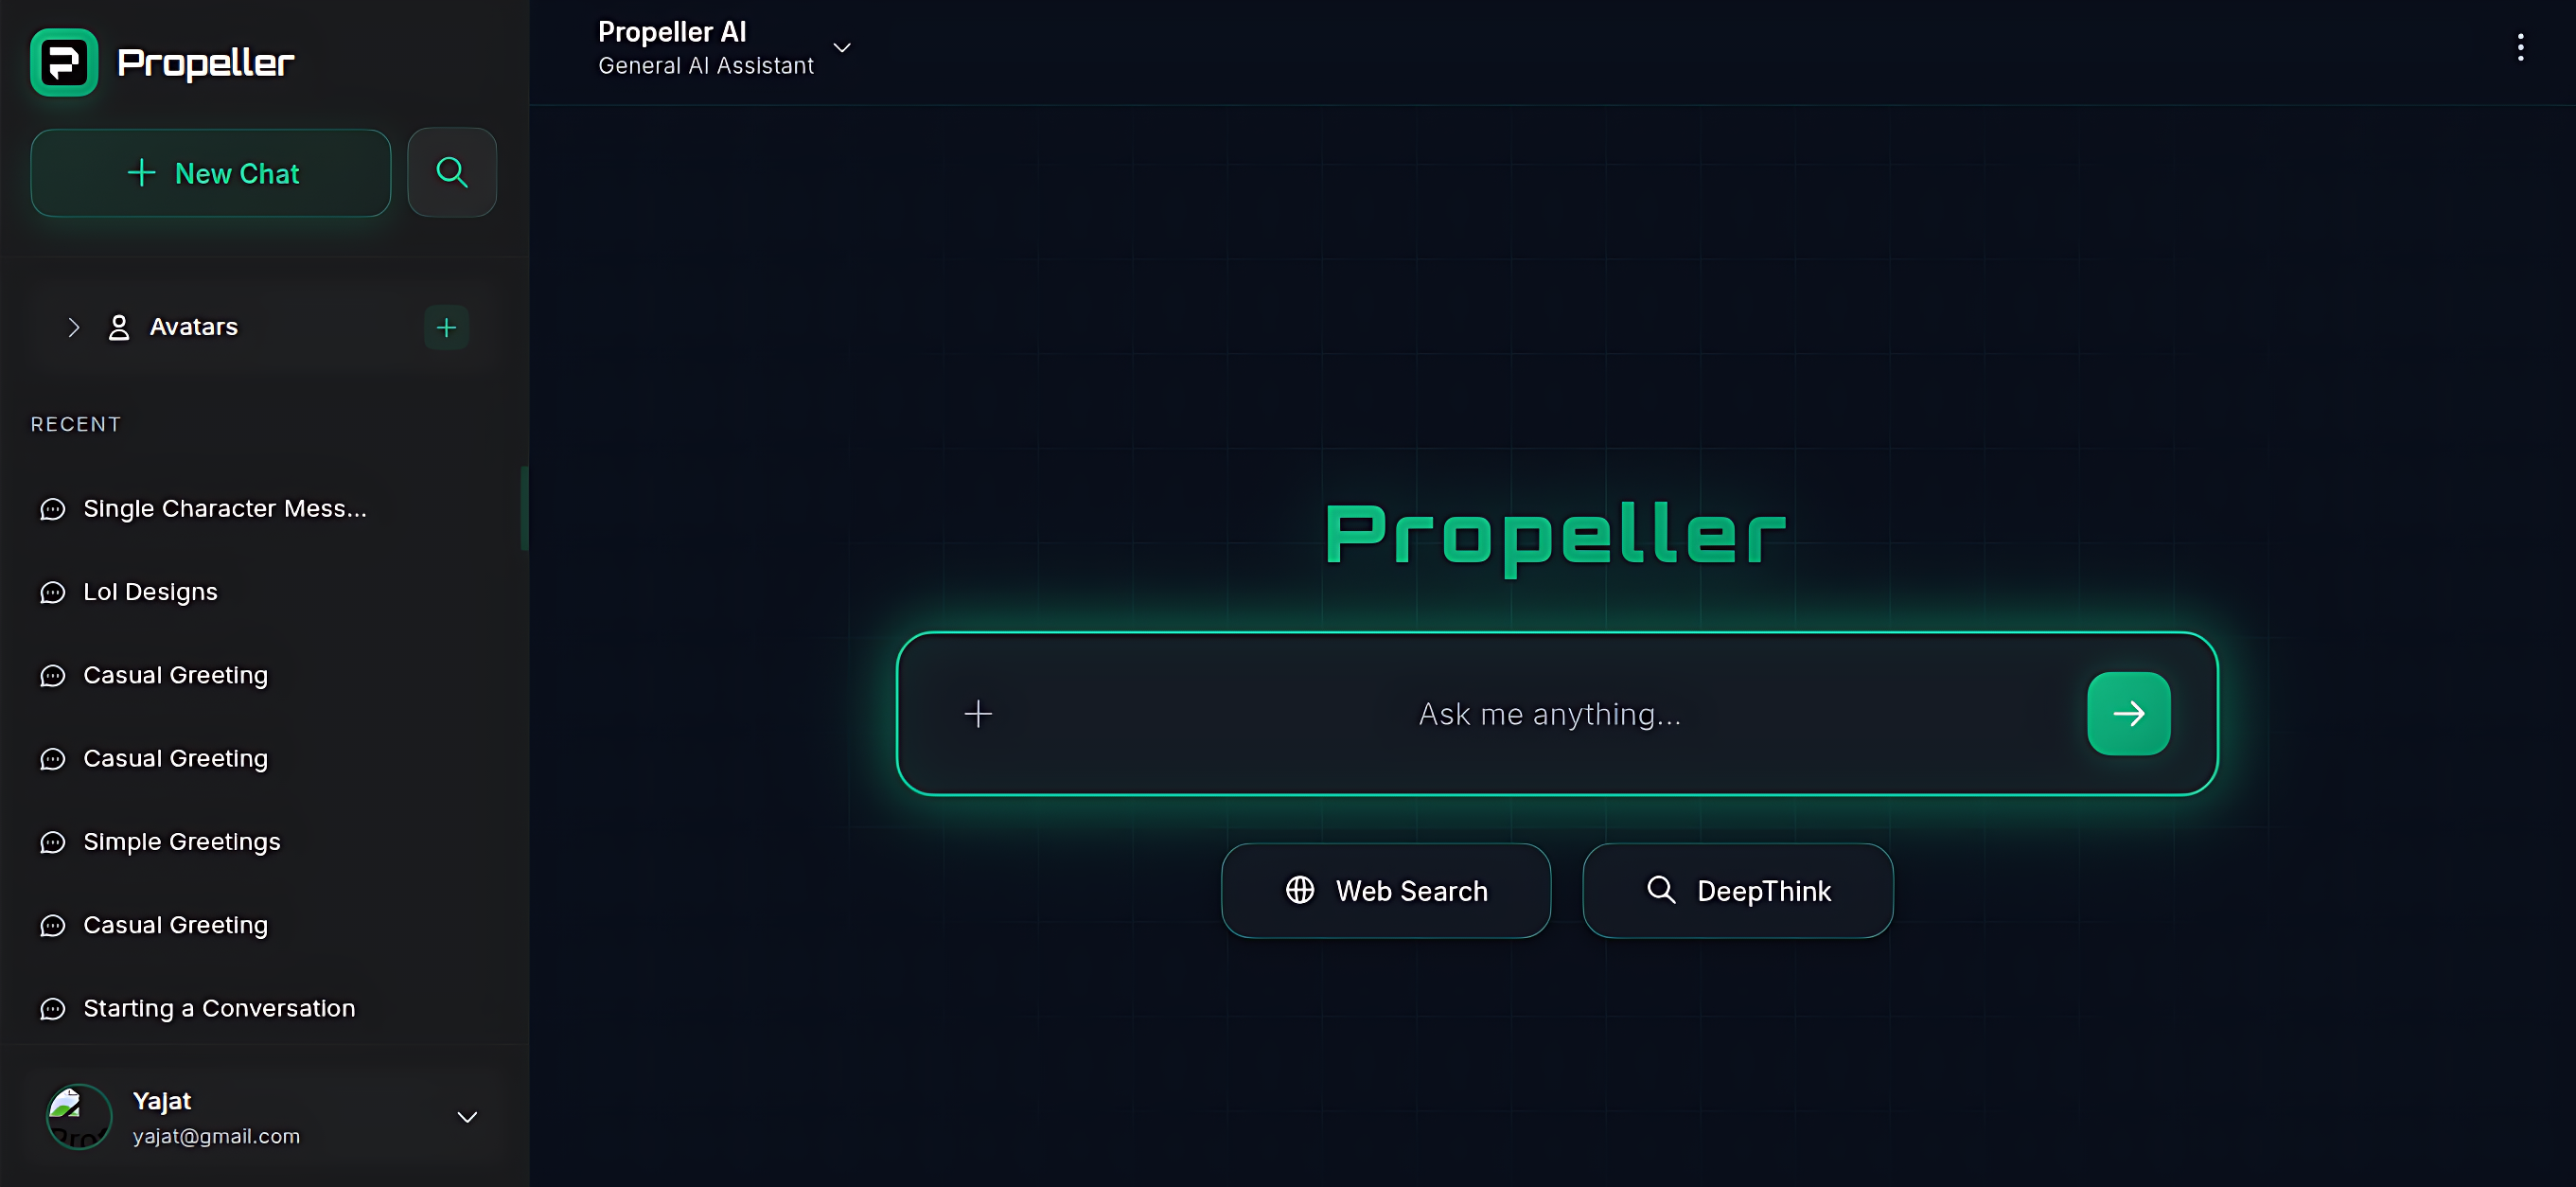 Propeller
New Chat
Avatars
RECENT
Single Character Mess...
Lol Designs
Casual Greeting
Casual Greeting
Simple Greetings
Casual Greeting
Starting a Conversation
Yajat
yajat@gmail.com
Propeller AI
General AI Assistant
Propeller
Ask me anything...
Web Search
DeepThink